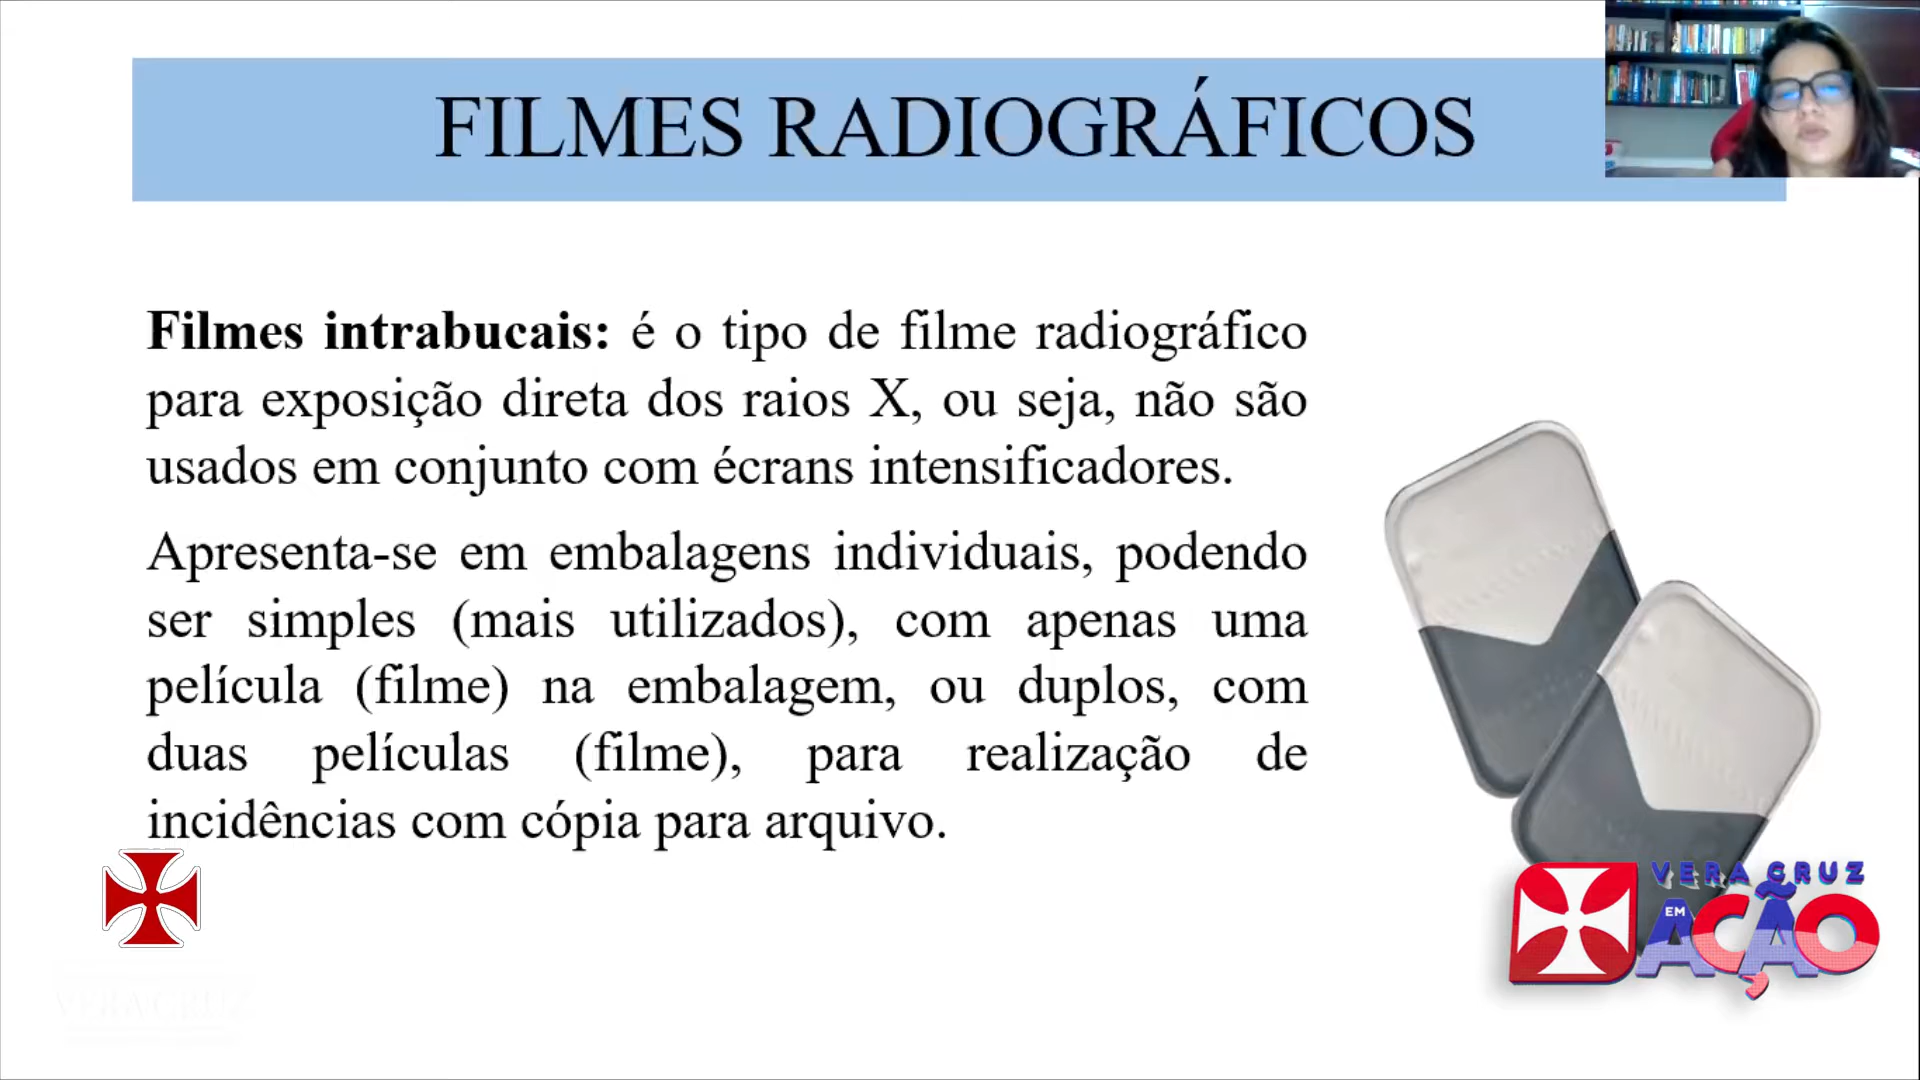 FILMES RADIOGRÁFICOS
Filmes intrabucais: é o tipo de filme radiográfico
para exposição direta dos raios X, ou seja, não são
usados em conjunto com écrans intensificadores.
Apresenta-se em embalagens individuais, podendo
ser simples (mais utilizados), com apenas uma
película (filme) na embalagem, ou duplos, com
duas películas (filme), para realização de
incidências com cópia para arquivo.
VERA CRUZ
EM
AÇÃO
VERA CRUZ